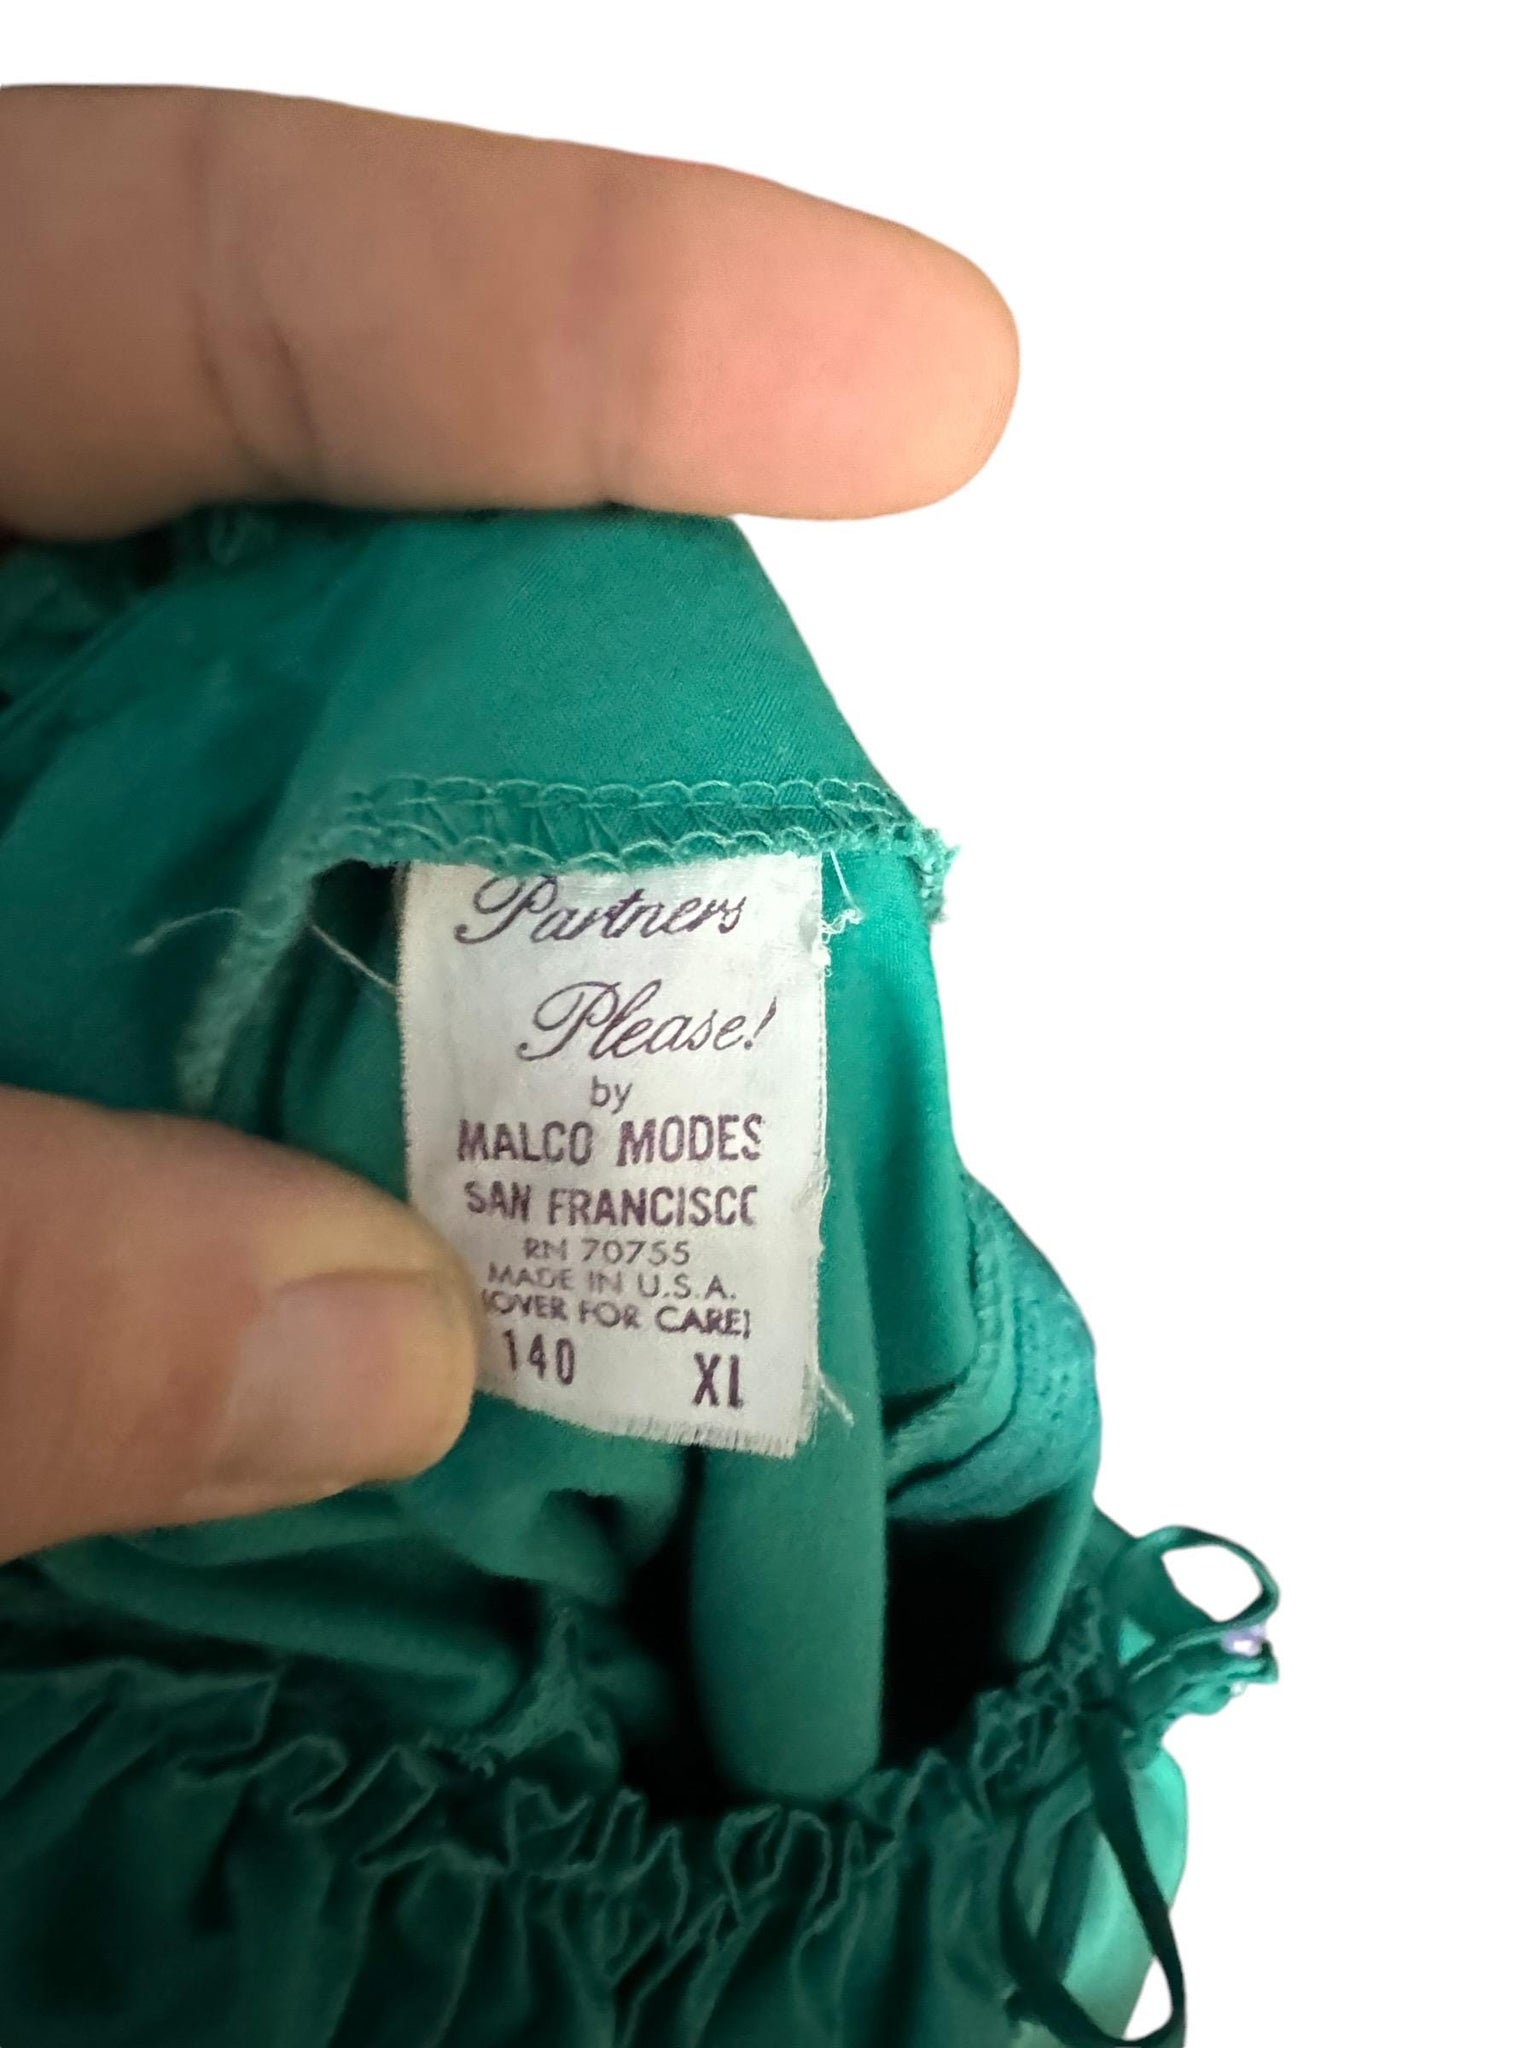 Partners
Please!
by
MALCO MODES
SAN FRANCISCO
RN 70755
MADE IN U.S.A.
(OVER FOR CARE)
140 XL